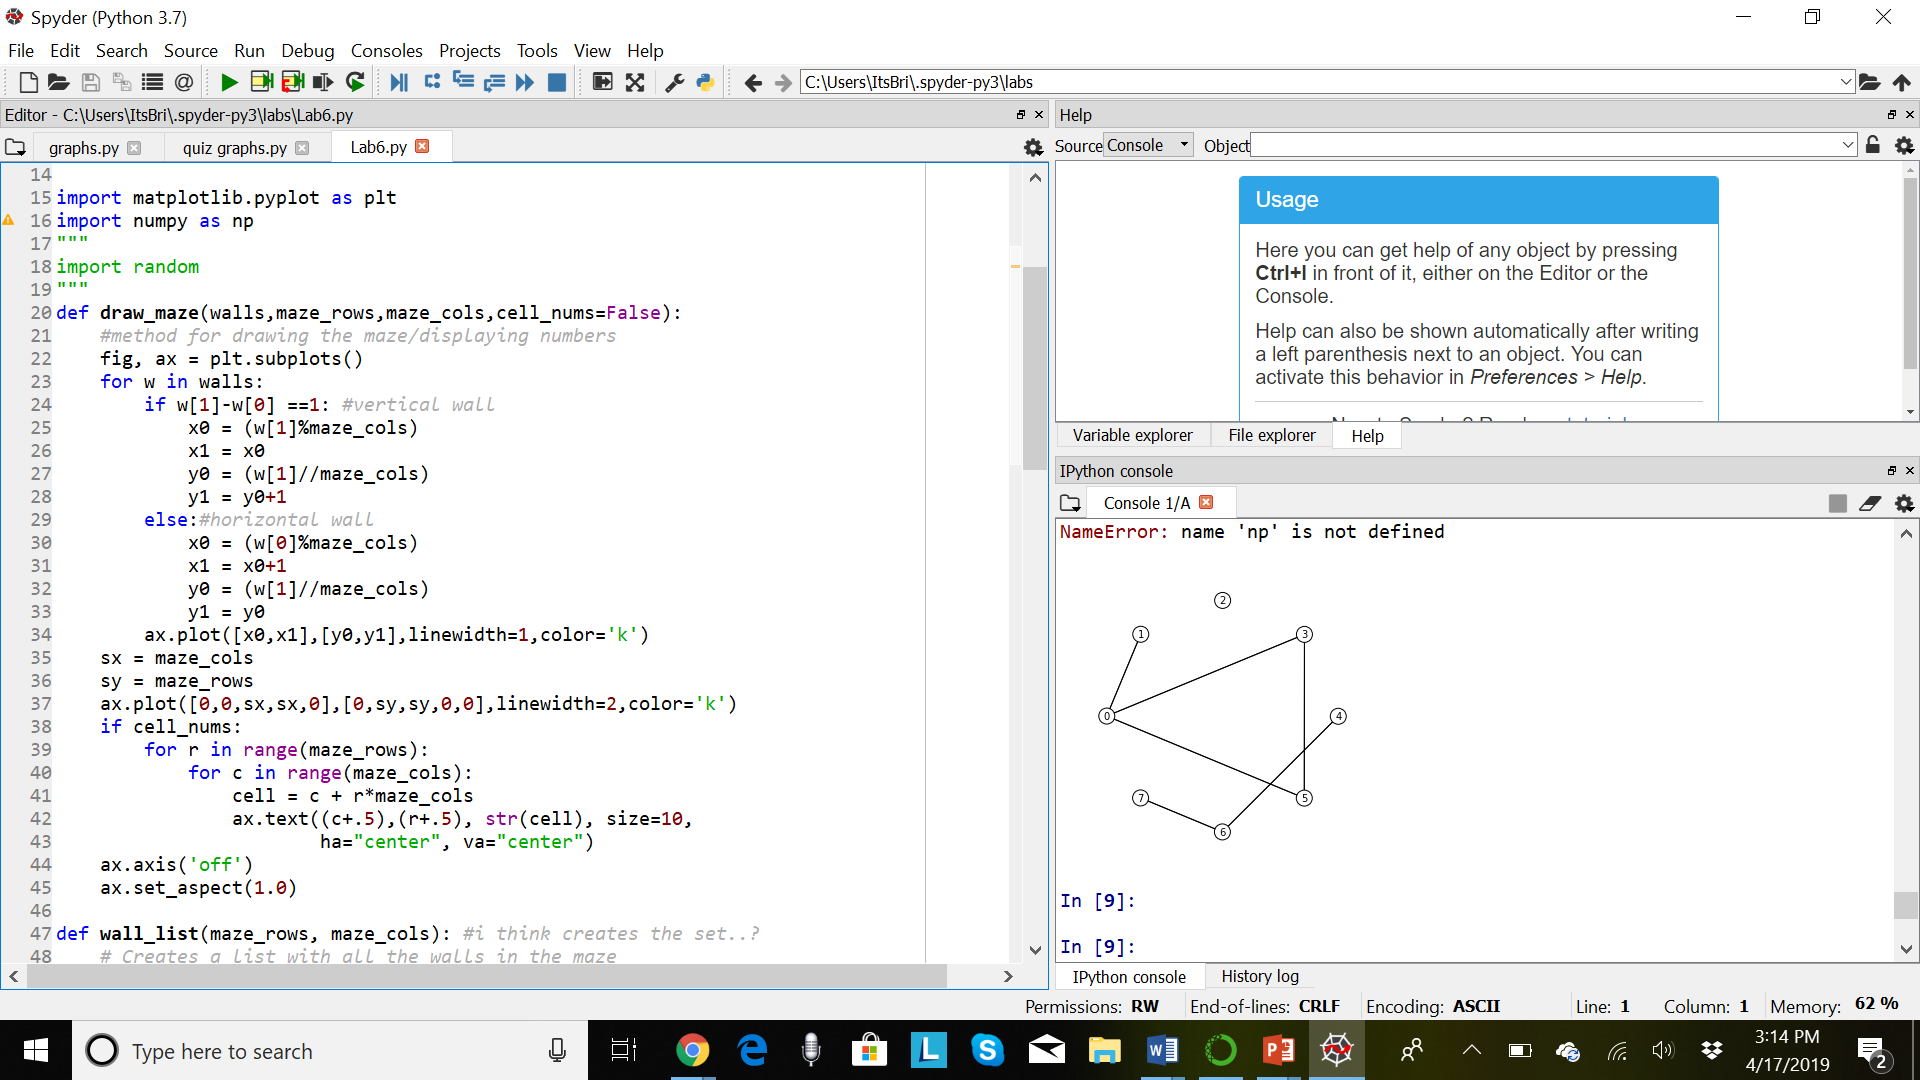 Spyder (Python 3.7)
File Edit Search Source Run Debug Consoles Projects Tools View Help
C:\Users\ItsBri\.spyder-py3\labs
Editor - C:\Users\ItsBri\.spyder-py3\labs\Lab6.py
graphs.py quiz graphs.py Lab6.py
14
15 import matplotlib.pyplot as plt
16 import numpy as np
17 """
18 import random
19 """
20 def draw_maze(walls,maze_rows,maze_cols,cell_nums=False):
21     #method for drawing the maze/displaying numbers
22     fig, ax = plt.subplots()
23     for w in walls:
24         if w[1]-w[0] ==1: #vertical wall
25             x0 = (w[1]%maze_cols)
26             x1 = x0
27             y0 = (w[1]//maze_cols)
28             y1 = y0+1
29         else:#horizontal wall
30             x0 = (w[0]%maze_cols)
31             x1 = x0+1
32             y0 = (w[1]//maze_cols)
33             y1 = y0
34         ax.plot([x0,x1],[y0,y1],linewidth=1,color='k')
35     sx = maze_cols
36     sy = maze_rows
37     ax.plot([0,0,sx,sx,0],[0,sy,sy,0,0],linewidth=2,color='k')
38     if cell_nums:
39         for r in range(maze_rows):
40             for c in range(maze_cols):
41                 cell = c + r*maze_cols
42                 ax.text((c+.5),(r+.5), str(cell), size=10,
43                         ha="center", va="center")
44     ax.axis('off')
45     ax.set_aspect(1.0)
46
47 def wall_list(maze_rows, maze_cols): #i think creates the set..?
48     # Creates a list with all the walls in the maze
Help
Source Console Object
Usage
Here you can get help of any object by pressing
Ctrl+I in front of it, either on the Editor or the
Console.
Help can also be shown automatically after writing
a left parenthesis next to an object. You can
activate this behavior in Preferences > Help.
Variable explorer File explorer Help
IPython console
Console 1/A
NameError: name 'np' is not defined
2
1 3
0 4
7 5
6
In [9]:
In [9]:
IPython console History log
Permissions: RW End-of-lines: CRLF Encoding: ASCII Line: 1 Column: 1 Memory: 62 %
Type here to search
3:14 PM
4/17/2019
2